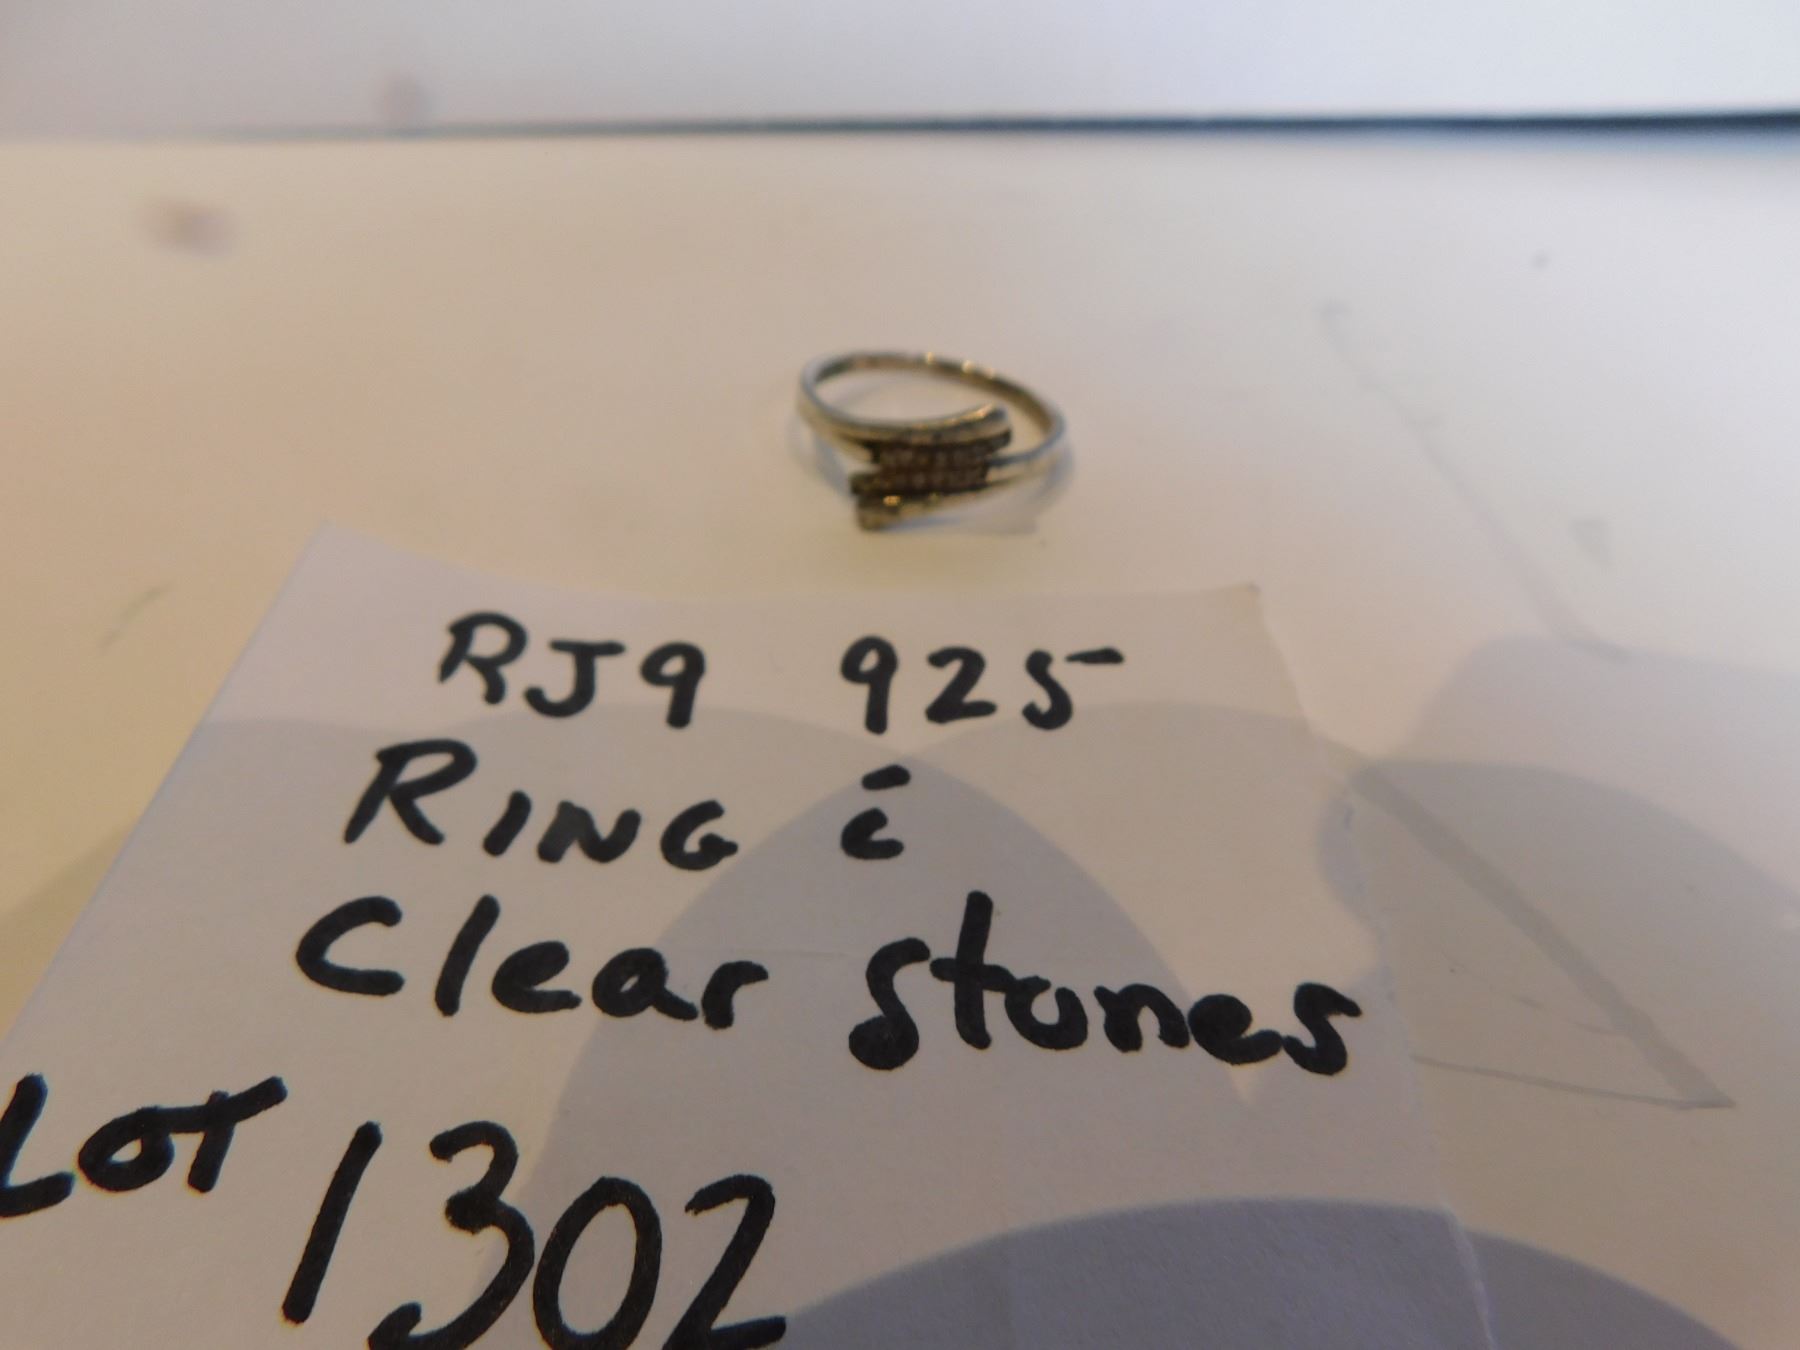 RJ9 925
RING c̄
Clear Stones
Lot 1302